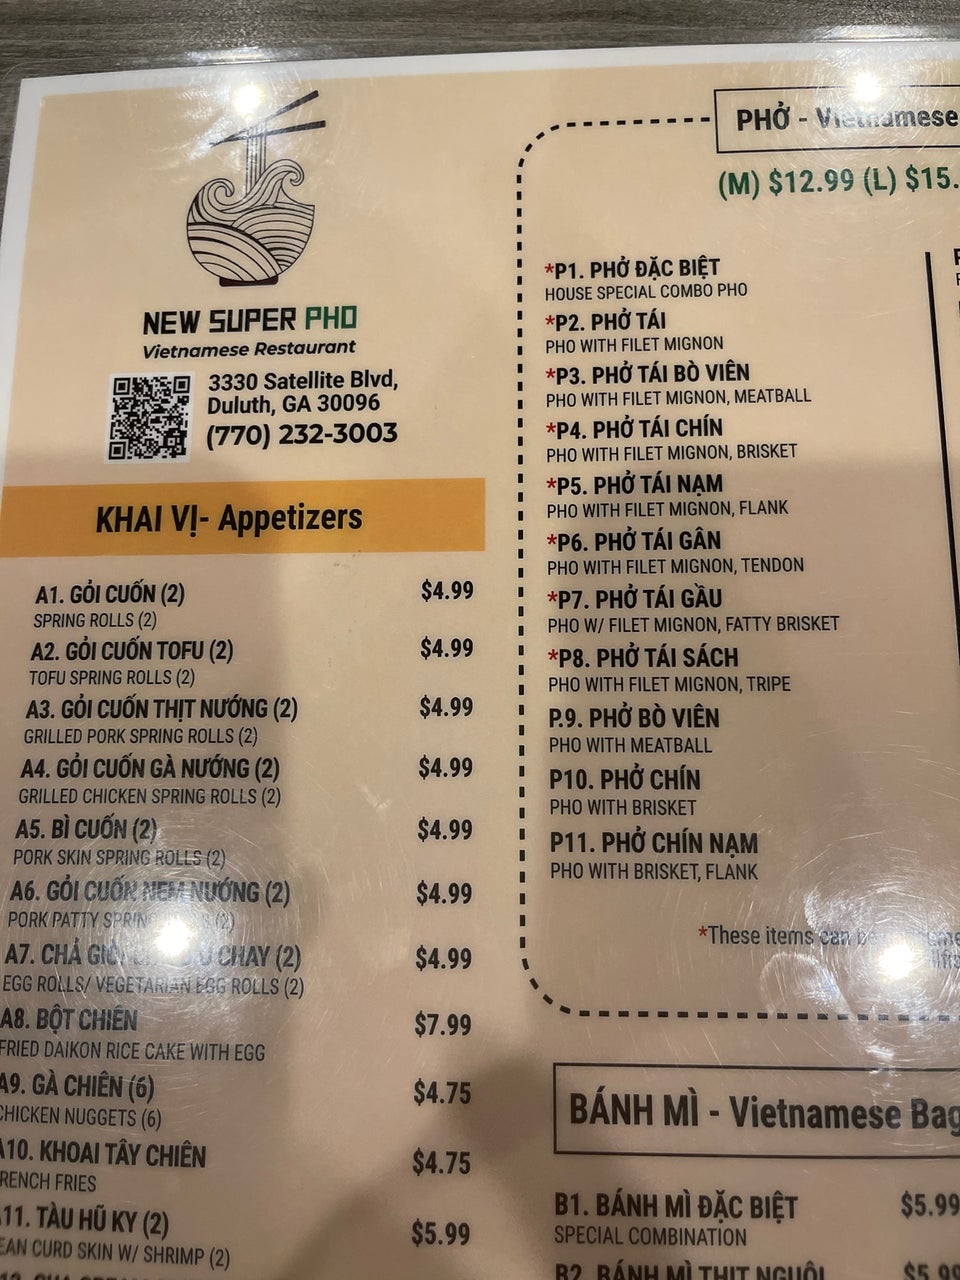 NEW SUPER PHO
Vietnamese Restaurant
3330 Satellite Blvd,
Duluth, GA 30096
(770) 232-3003
KHAI VỊ- Appetizers
A1. GỎI CUỐN (2) $4.99
SPRING ROLLS (2)
A2. GỎI CUỐN TOFU (2) $4.99
TOFU SPRING ROLLS (2)
A3. GỎI CUỐN THỊT NƯỚNG (2) $4.99
GRILLED PORK SPRING ROLLS (2)
A4. GỎI CUỐN GÀ NƯỚNG (2) $4.99
GRILLED CHICKEN SPRING ROLLS (2)
A5. BÌ CUỐN (2) $4.99
PORK SKIN SPRING ROLLS (2)
A6. GỎI CUỐN NEM NƯỚNG (2) $4.99
PORK PATTY SPRING (2)
A7. CHẢ CHAY (2) $4.99
EGG ROLLS/ VEGETARIAN EGG ROLLS (2)
A8. BỘT CHIÊN $7.99
FRIED DAIKON RICE CAKE WITH EGG
A9. GÀ CHIÊN (6) $4.75
CHICKEN NUGGETS (6)
A10. KHOAI TÂY CHIÊN $4.75
RENCH FRIES
A11. TÀU HŨ KY (2) $5.99
EAN CURD SKIN W/ SHRIMP (2)
PHỞ - Vietnamese
(M) $12.99 (L) $15.
*P1. PHỞ ĐẶC BIỆT
HOUSE SPECIAL COMBO PHO
*P2. PHỞ TÁI
PHO WITH FILET MIGNON
*P3. PHỞ TÁI BÒ VIÊN
PHO WITH FILET MIGNON, MEATBALL
*P4. PHỞ TÁI CHÍN
PHO WITH FILET MIGNON, BRISKET
*P5. PHỞ TÁI NẠM
PHO WITH FILET MIGNON, FLANK
*P6. PHỞ TÁI GÂN
PHO WITH FILET MIGNON, TENDON
*P7. PHỞ TÁI GẦU
PHO W/ FILET MIGNON, FATTY BRISKET
*P8. PHỞ TÁI SÁCH
PHO WITH FILET MIGNON, TRIPE
P.9. PHỞ BÒ VIÊN
PHO WITH MEATBALL
P10. PHỞ CHÍN
PHO WITH BRISKET
P11. PHỞ CHÍN NẠM
PHO WITH BRISKET, FLANK
*These items can
BÁNH MÌ - Vietnamese Bag
B1. BÁNH MÌ ĐẶC BIỆT $5.99
SPECIAL COMBINATION
B2. BÁNH MÌ THỊT NGUỘI $5.99